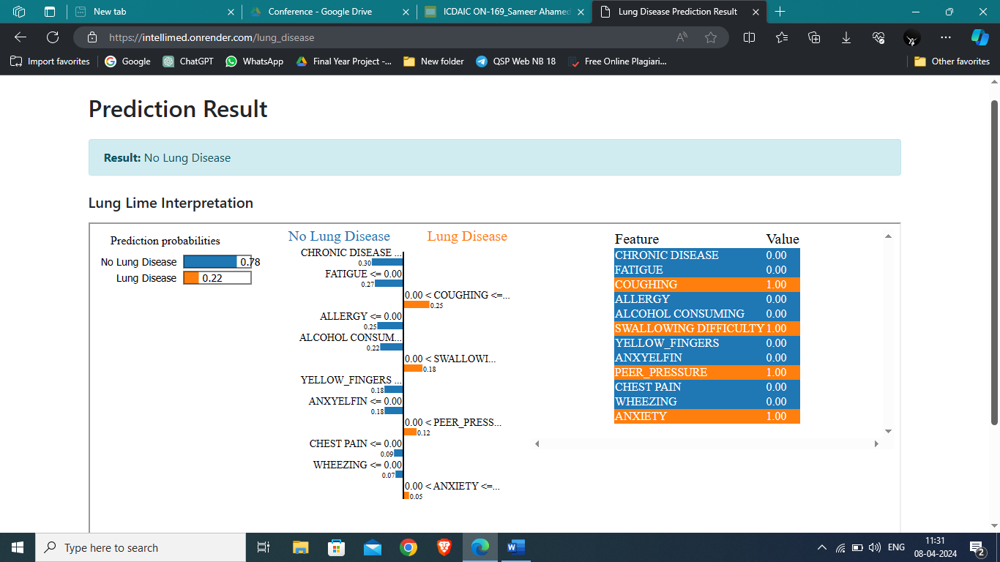 New tab
Conference - Google Drive
ICDAIC ON-169_Sameer Ahamed
Lung Disease Prediction Result
https://intellimed.onrender.com/lung_disease
Import favorites
Google
ChatGPT
WhatsApp
Final Year Project -...
New folder
QSP Web NB 18
Free Online Plagiari...
Other favorites
Prediction Result
Result: No Lung Disease
Lung Lime Interpretation
Prediction probabilities
No Lung Disease 0.78
Lung Disease 0.22
No Lung Disease Lung Disease
CHRONIC DISEASE ...
0.30
FATIGUE <= 0.00
0.27
0.00 < COUGHING <=...
0.25
ALLERGY <= 0.00
0.25
ALCOHOL CONSUM...
0.22
0.00 < SWALLOWI...
0.18
YELLOW_FINGERS ...
0.18
ANXYELFIN <= 0.00
0.18
0.00 < PEER_PRESS...
0.12
CHEST PAIN <= 0.00
0.09
WHEEZING <= 0.00
0.07
0.00 < ANXIETY <=...
0.05
Feature Value
CHRONIC DISEASE 0.00
FATIGUE 0.00
COUGHING 1.00
ALLERGY 0.00
ALCOHOL CONSUMING 0.00
SWALLOWING DIFFICULTY 1.00
YELLOW_FINGERS 0.00
ANXYELFIN 0.00
PEER_PRESSURE 1.00
CHEST PAIN 0.00
WHEEZING 0.00
ANXIETY 1.00
Type here to search
ENG
11:31
08-04-2024
2